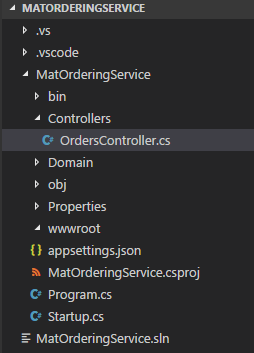 MATORDERINGSERVICE
.vs
.vscode
MatOrderingService
bin
Controllers
C# OrdersController.cs
Domain
obj
Properties
wwwroot
{} appsettings.json
MatOrderingService.csproj
C# Program.cs
C# Startup.cs
MatOrderingService.sln